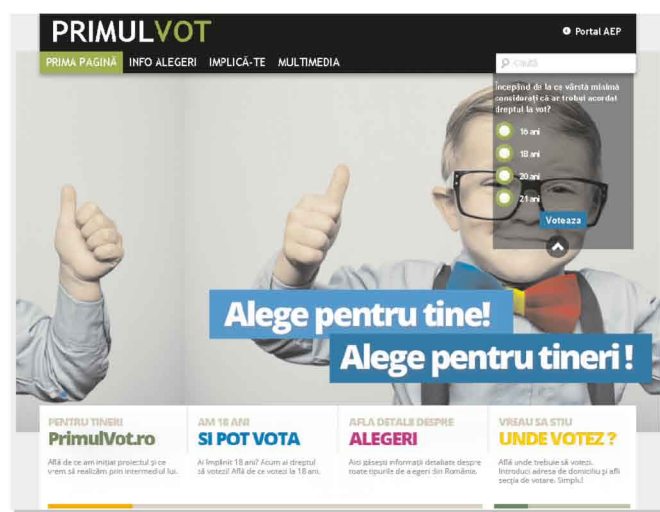 PRIMULVOT
Portal AEP
PRIMA PAGINĂ INFO ALEGERI IMPLICĂ-TE MULTIMEDIA
Caută
Începînd de la ce vârstă minimă
considerați că ar trebui acordat
dreptul la vot?
16 ani
18 ani
20 ani
21 ani
Voteaza
Alege pentru tine!
Alege pentru tineri !
PENTRU TINERI
PrimulVot.ro
Află de ce am inițiat proiectul și ce
vrem să realizăm prin intermediul lui.
AM 18 ANI
SI POT VOTA
Ai împlinit 18 ani? Acum ai dreptul
să votezi! Află de ce votezi la 18 ani.
AFLA DETALII DESPRE
ALEGERI
Aici găsești informații detaliate despre
toate tipurile de alegeri din România.
VREAU SA STIU
UNDE VOTEZ ?
Află unde trebuie să votezi.
Introduci adresa de domiciliu și afli
secția de votare. Simplu!